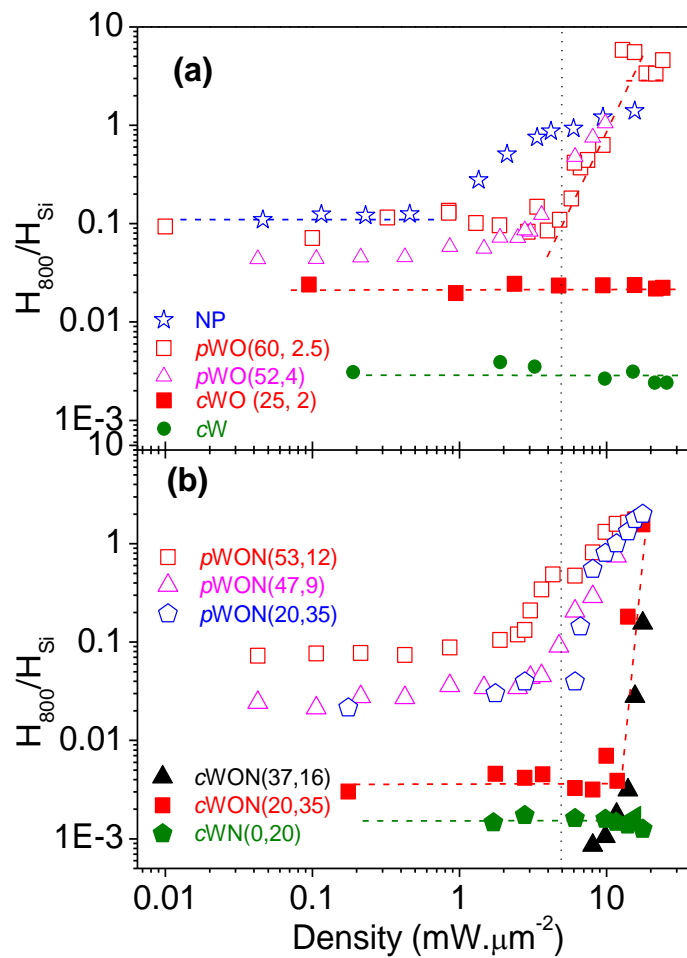 10
(a)
1
0.1
0.01
1E-3
H800/HSi
NP
pWO(60, 2.5)
pWO(52,4)
cWO (25, 2)
cW
10
(b)
1
0.1
0.01
1E-3
H800/HSi
pWON(53,12)
pWON(47,9)
pWON(20,35)
cWON(37,16)
cWON(20,35)
cWN(0,20)
0.01 0.1 1 10
Density (mW.μm-2)